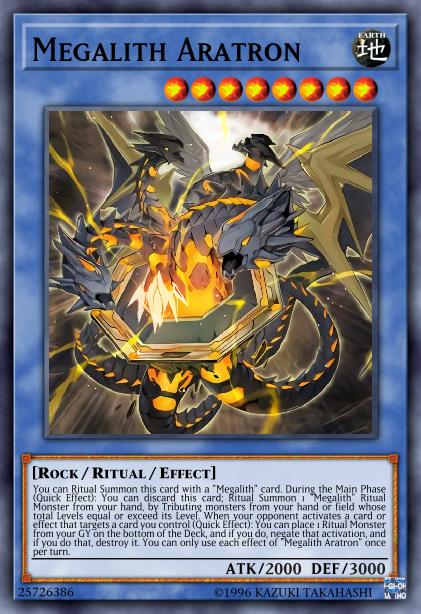 MEGALITH ARATRON
EARTH
地
[ROCK / RITUAL / EFFECT]
You can Ritual Summon this card with a "Megalith" card. During the Main Phase
(Quick Effect): You can discard this card; Ritual Summon 1 "Megalith" Ritual
Monster from your hand, by Tributing monsters from your hand or field whose
total Levels equal or exceed its Level. When your opponent activates a card or
effect that targets a card you control (Quick Effect): You can place 1 Ritual Monster
from your GY on the bottom of the Deck, and if you do, negate that activation, and
if you do that, destroy it. You can only use each effect of "Megalith Aratron" once
per turn.
ATK/2000 DEF/3000
25726386
©1996 KAZUKI TAKAHASHI